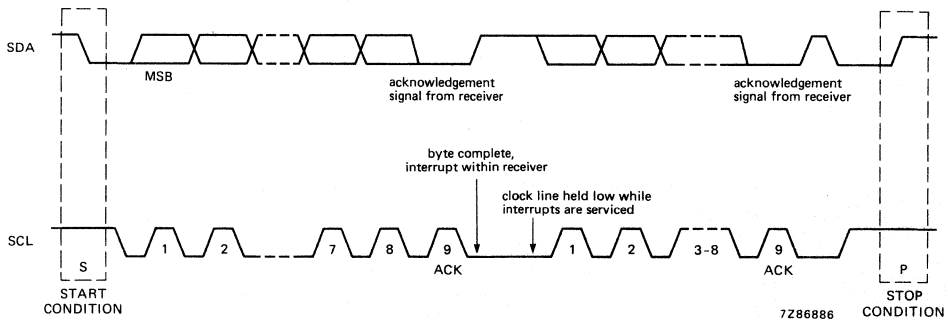 SDA
MSB
acknowledgement
signal from receiver
acknowledgement
signal from receiver
byte complete,
interrupt within receiver
clock line held low while
interrupts are serviced
SCL
S
1
2
7
8
9
ACK
1
2
3-8
9
ACK
P
START
CONDITION
STOP
CONDITION
7Z86886